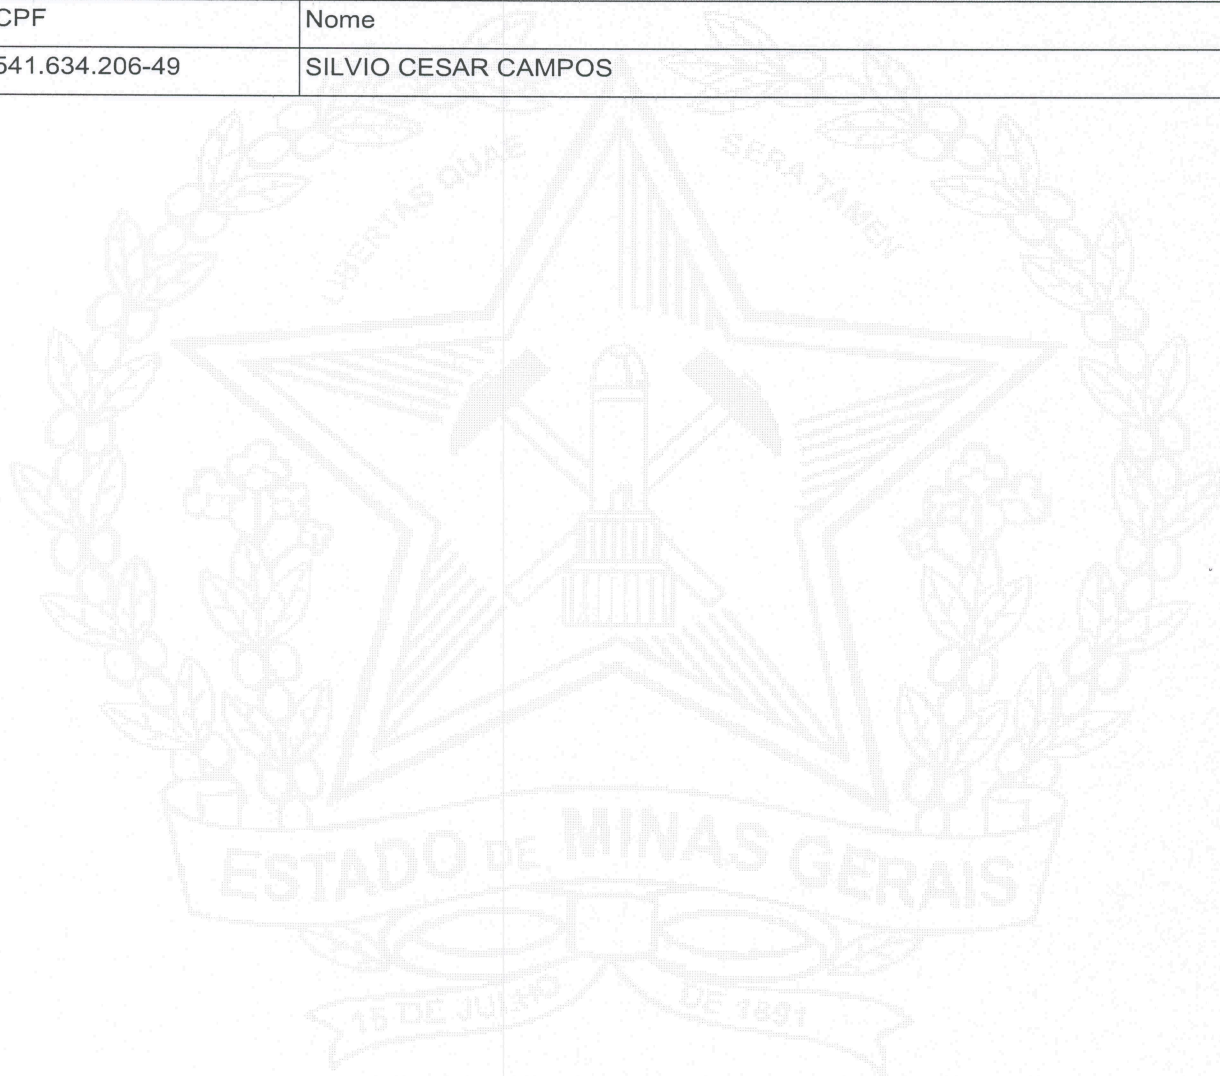 CPF Nome
541.634.206-49 SILVIO CESAR CAMPOS
LIBERTAS QUAE SERA TAMEN
ESTADO DE MINAS GERAIS
15 DE JULHO DE 1891